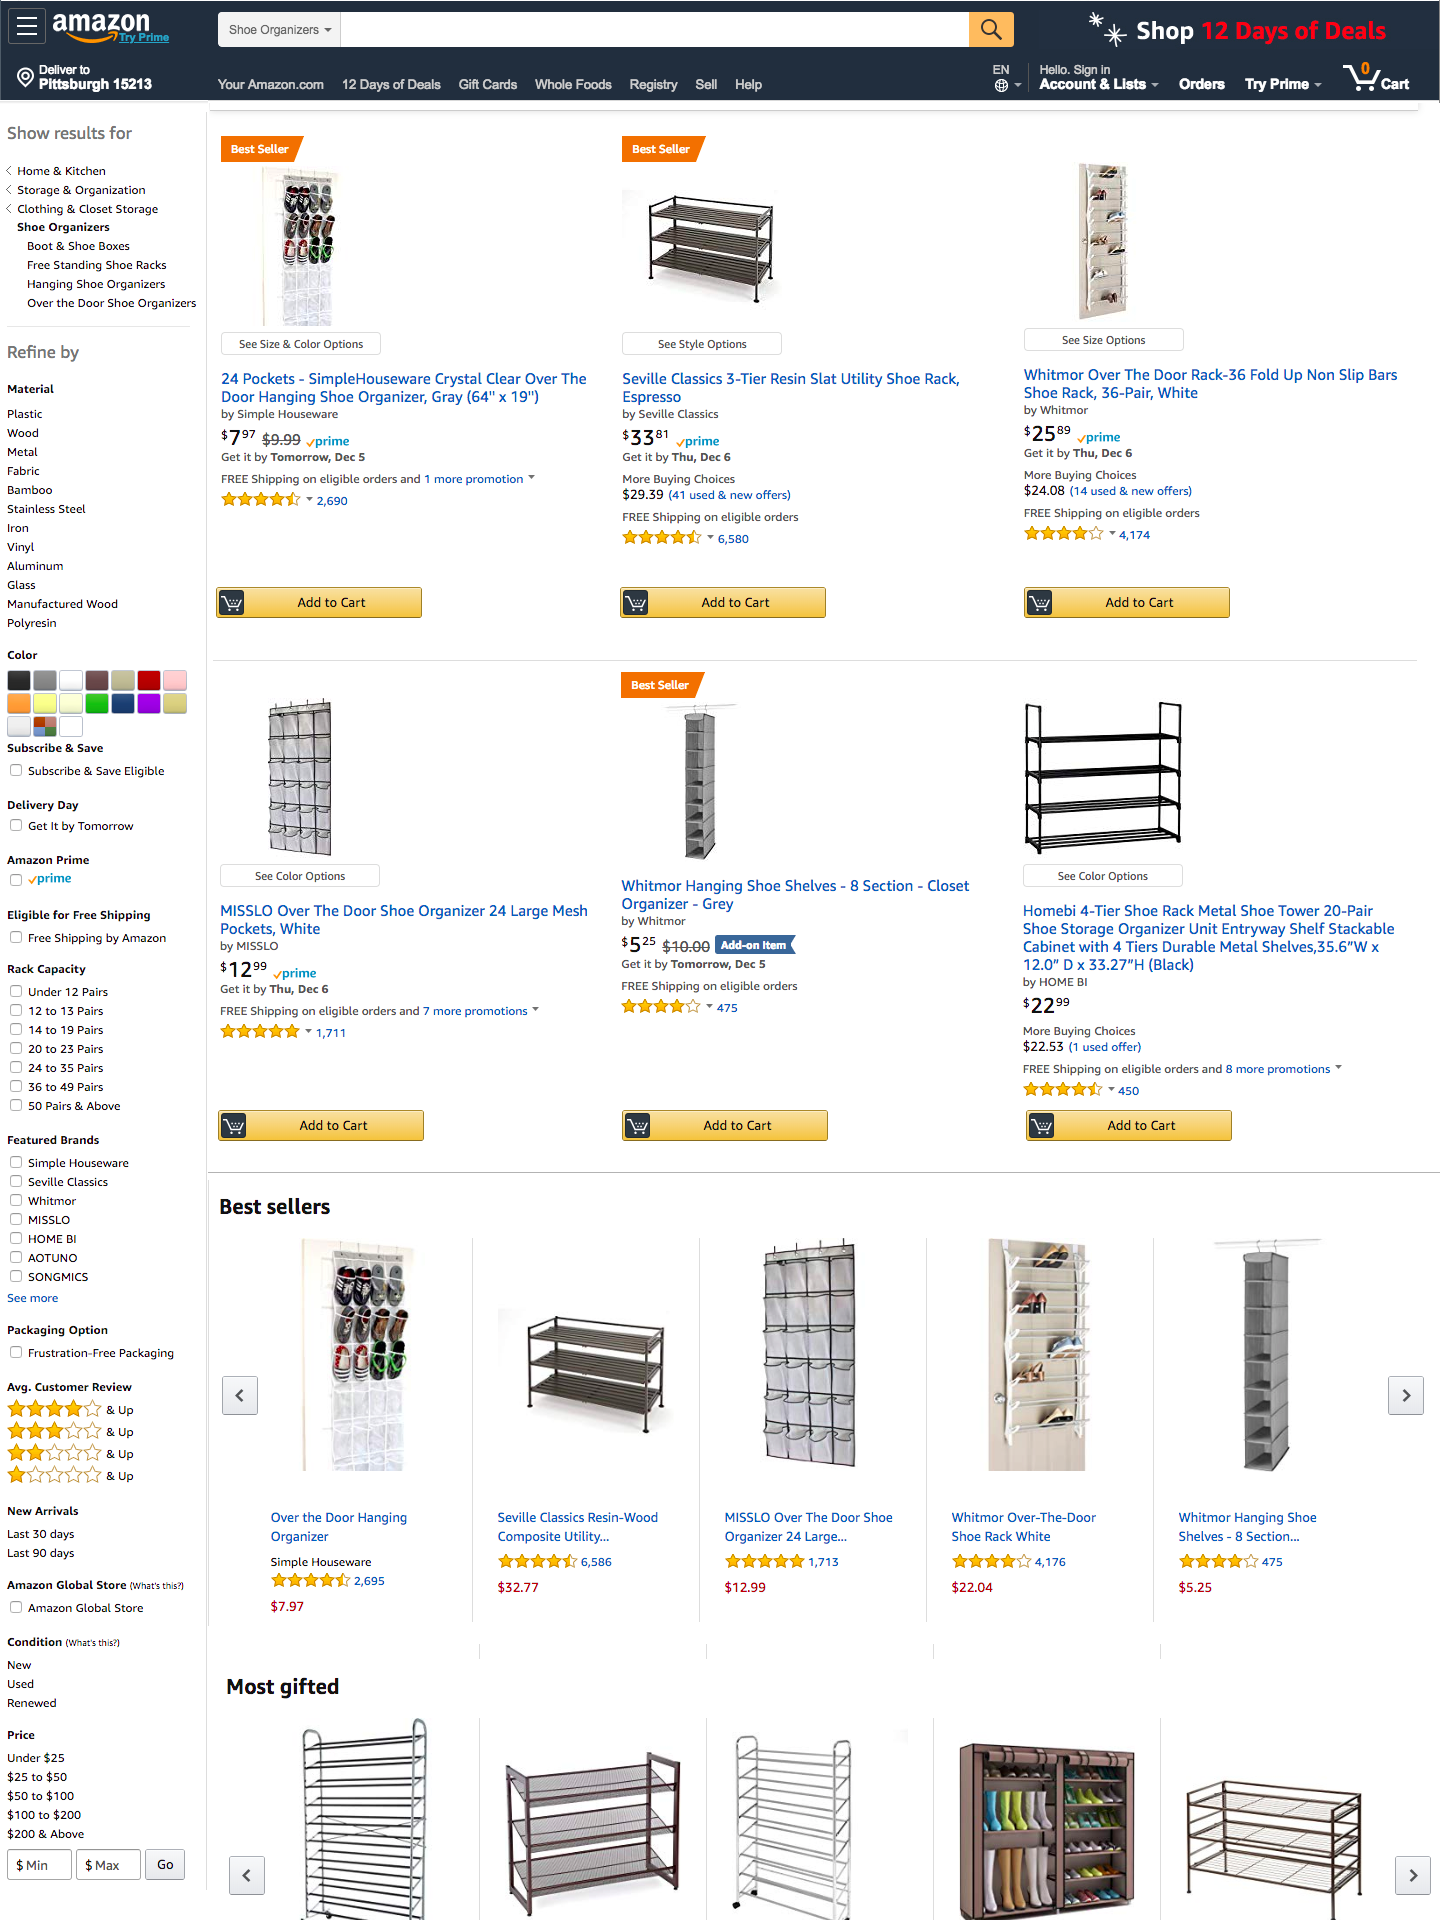 amazon
Try Prime
Shoe Organizers
Shop 12 Days of Deals
Deliver to
Pittsburgh 15213
Your Amazon.com
12 Days of Deals
Gift Cards
Whole Foods
Registry
Sell
Help
EN
Hello. Sign in
Account & Lists
Orders
Try Prime
0
Cart
Show results for
Home & Kitchen
Storage & Organization
Clothing & Closet Storage
Shoe Organizers
Boot & Shoe Boxes
Free Standing Shoe Racks
Hanging Shoe Organizers
Over the Door Shoe Organizers
Refine by
Material
Plastic
Wood
Metal
Fabric
Bamboo
Stainless Steel
Iron
Vinyl
Aluminum
Glass
Manufactured Wood
Polyresin
Color
Subscribe & Save
Subscribe & Save Eligible
Delivery Day
Get It by Tomorrow
Amazon Prime
prime
Eligible for Free Shipping
Free Shipping by Amazon
Rack Capacity
Under 12 Pairs
12 to 13 Pairs
14 to 19 Pairs
20 to 23 Pairs
24 to 35 Pairs
36 to 49 Pairs
50 Pairs & Above
Featured Brands
Simple Houseware
Seville Classics
Whitmor
MISSLO
HOME BI
AOTUNO
SONGMICS
See more
Packaging Option
Frustration-Free Packaging
Avg. Customer Review
& Up
& Up
& Up
& Up
New Arrivals
Last 30 days
Last 90 days
Amazon Global Store (What's this?)
Amazon Global Store
Condition (What's this?)
New
Used
Renewed
Price
Under $25
$25 to $50
$50 to $100
$100 to $200
$200 & Above
$ Min
$ Max
Go
Best Seller
See Size & Color Options
24 Pockets - SimpleHouseware Crystal Clear Over The
Door Hanging Shoe Organizer, Gray (64" x 19")
by Simple Houseware
$7 97 $9.99 prime
Get it by Tomorrow, Dec 5
FREE Shipping on eligible orders and 1 more promotion
2,690
Add to Cart
Best Seller
See Style Options
Seville Classics 3-Tier Resin Slat Utility Shoe Rack,
Espresso
by Seville Classics
$33 81 prime
Get it by Thu, Dec 6
More Buying Choices
$29.39 (41 used & new offers)
FREE Shipping on eligible orders
6,580
Add to Cart
See Size Options
Whitmor Over The Door Rack-36 Fold Up Non Slip Bars
Shoe Rack, 36-Pair, White
by Whitmor
$25 89 prime
Get it by Thu, Dec 6
More Buying Choices
$24.08 (14 used & new offers)
FREE Shipping on eligible orders
4,174
Add to Cart
See Color Options
MISSLO Over The Door Shoe Organizer 24 Large Mesh
Pockets, White
by MISSLO
$12 99 prime
Get it by Thu, Dec 6
FREE Shipping on eligible orders and 7 more promotions
1,711
Add to Cart
Best Seller
Whitmor Hanging Shoe Shelves - 8 Section - Closet
Organizer - Grey
by Whitmor
$5 25 $10.00 Add-on Item
Get it by Tomorrow, Dec 5
FREE Shipping on eligible orders
475
Add to Cart
See Color Options
Homebi 4-Tier Shoe Rack Metal Shoe Tower 20-Pair
Shoe Storage Organizer Unit Entryway Shelf Stackable
Cabinet with 4 Tiers Durable Metal Shelves,35.6”W x
12.0” D x 33.27”H (Black)
by HOME BI
$22 99
More Buying Choices
$22.53 (1 used offer)
FREE Shipping on eligible orders and 8 more promotions
450
Add to Cart
Best sellers
Over the Door Hanging
Organizer
Simple Houseware
2,695
$7.97
Seville Classics Resin-Wood
Composite Utility...
6,586
$32.77
MISSLO Over The Door Shoe
Organizer 24 Large...
1,713
$12.99
Whitmor Over-The-Door
Shoe Rack White
4,176
$22.04
Whitmor Hanging Shoe
Shelves - 8 Section...
475
$5.25
Most gifted